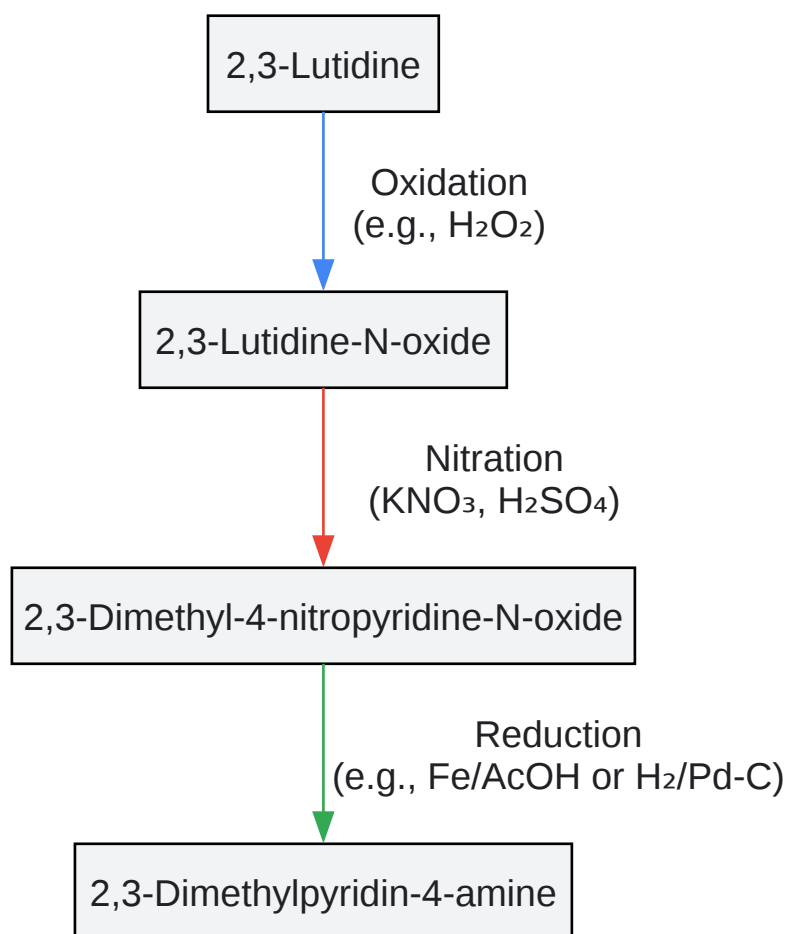 2,3-Lutidine
Oxidation
(e.g., H₂O₂)
2,3-Lutidine-N-oxide
Nitration
(KNO₃, H₂SO₄)
2,3-Dimethyl-4-nitropyridine-N-oxide
Reduction
(e.g., Fe/AcOH or H₂/Pd-C)
2,3-Dimethylpyridin-4-amine